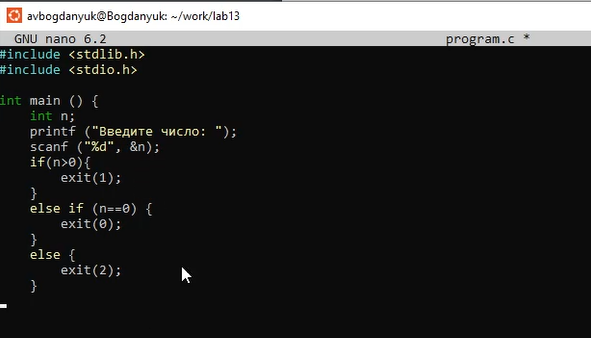 avbogdanyuk@Bogdanyuk: ~/work/lab13
GNU nano 6.2 program.c *
#include <stdlib.h>
#include <stdio.h>
int main () {
    int n;
    printf ("Введите число: ");
    scanf ("%d", &n);
    if(n>0){
        exit(1);
    }
    else if (n==0) {
        exit(0);
    }
    else {
        exit(2);
    }